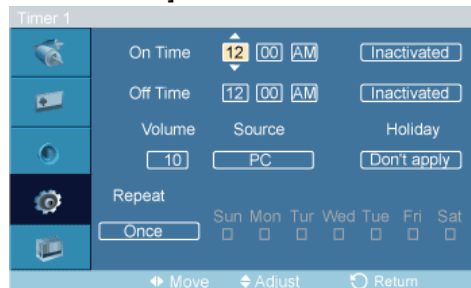 Timer 1
On Time 12 00 AM Inactivated
Off Time 12 00 AM Inactivated
Volume Source Holiday
10 PC Don't apply
Repeat
Sun Mon Tur Wed Tue Fri Sat
Once
Move Adjust Return